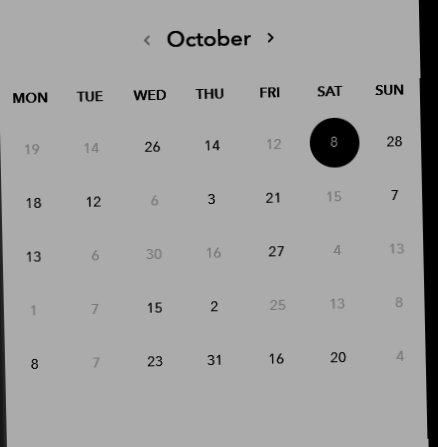 ‹ October ›
MON TUE WED THU FRI SAT SUN
19 14 26 14 12 8 28
18 12 6 3 21 15 7
13 6 30 16 27 4 13
1 7 15 2 25 13 8
8 7 23 31 16 20 4